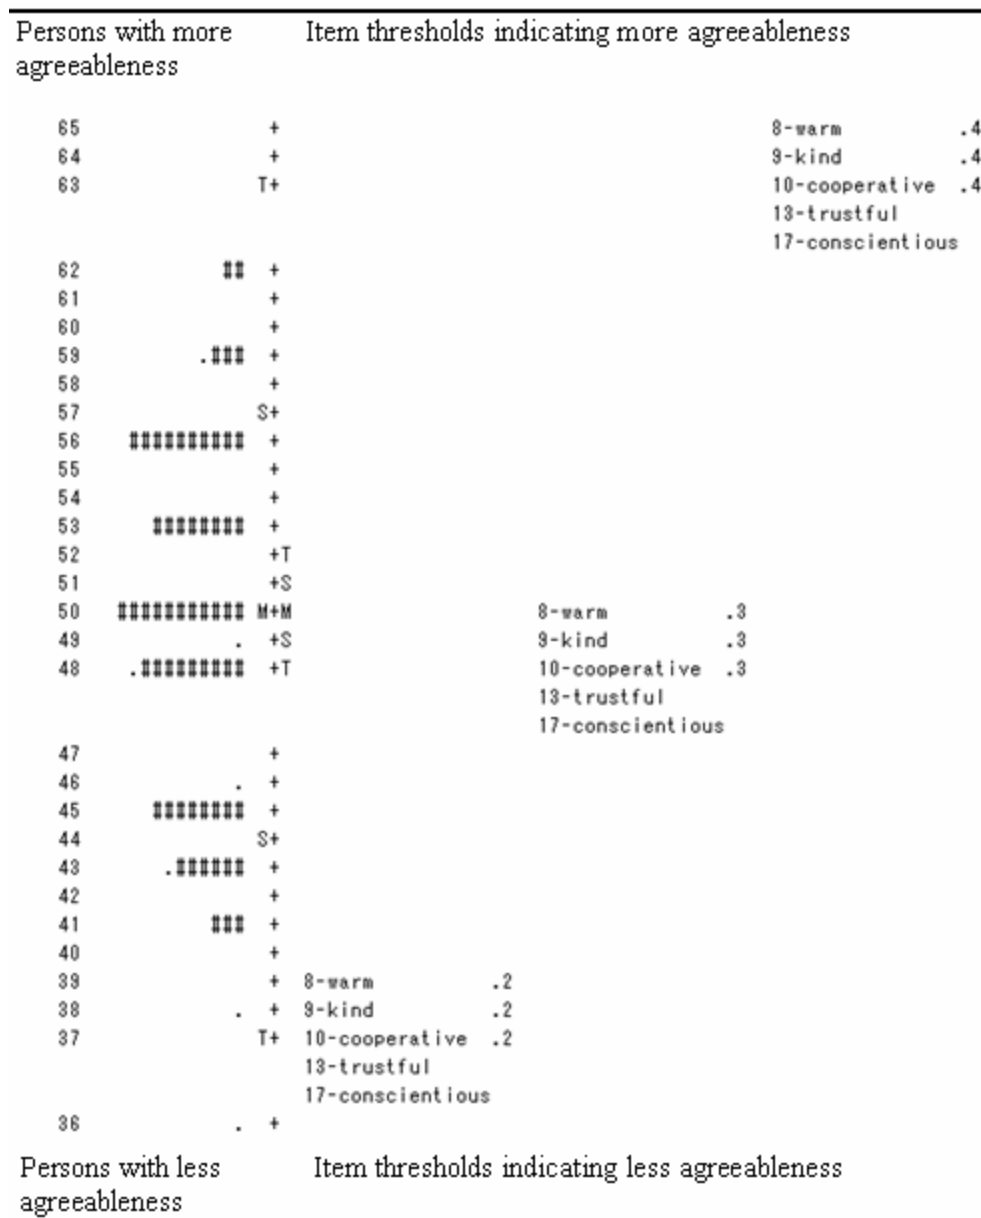 Persons with more Item thresholds indicating more agreeableness
agreeableness
65 + 8-warm .4
64 + 9-kind .4
63 T+ 10-cooperative .4
13-trustful
17-conscientious
62 ## +
61 +
60 +
59 .### +
58 +
57 S+
56 ########## +
55 +
54 +
53 ######## +
52 +T
51 +S
50 ########### M+M 8-warm .3
49 . +S 9-kind .3
48 .######### +T 10-cooperative .3
13-trustful
17-conscientious
47 +
46 . +
45 ######## +
44 S+
43 .###### +
42 +
41 ### +
40 +
39 + 8-warm .2
38 . + 9-kind .2
37 T+ 10-cooperative .2
13-trustful
17-conscientious
36 . +
Persons with less Item thresholds indicating less agreeableness
agreeableness